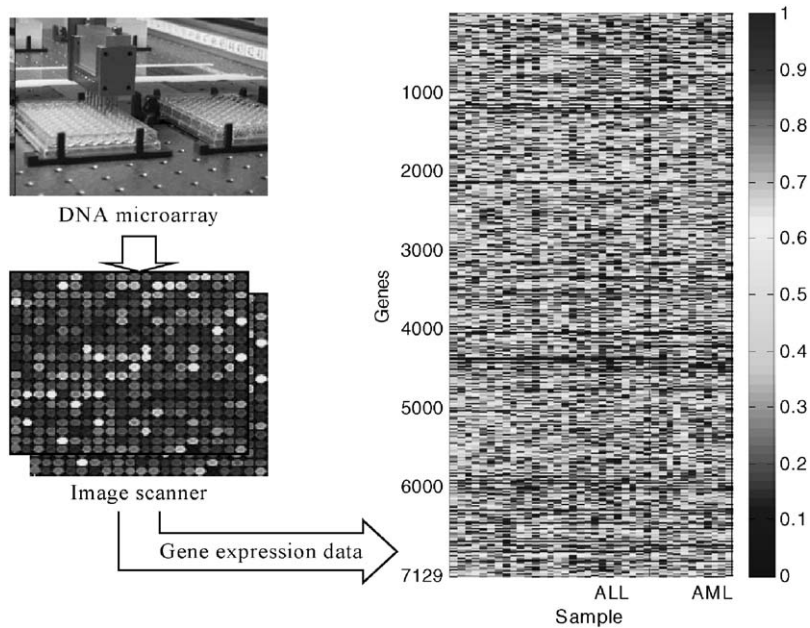 DNA microarray
Image scanner
Gene expression data
Genes
1000
2000
3000
4000
5000
6000
7129
ALL
AML
Sample
1
0.9
0.8
0.7
0.6
0.5
0.4
0.3
0.2
0.1
0